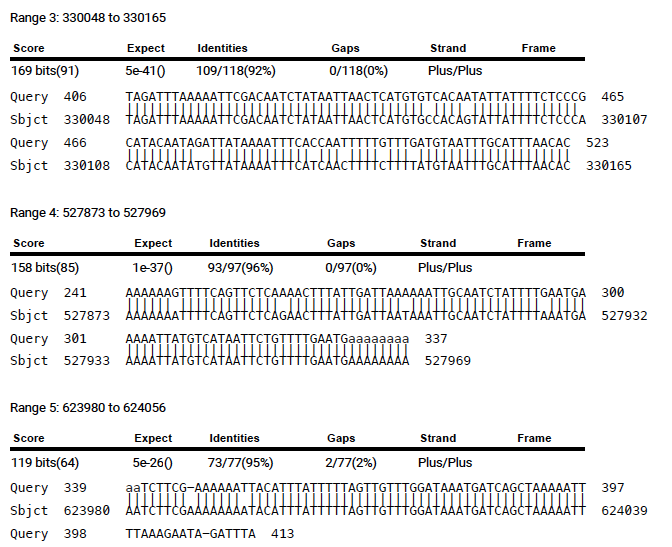 Range 3: 330048 to 330165
Score Expect Identities Gaps Strand Frame
169 bits(91) 5e-41() 109/118(92%) 0/118(0%) Plus/Plus
Query 406 TAGATTTAAAAATTCGACAATCTATAATTAACTCATGTGTCACAATATTATTTTCTCCCG 465
Sbjct 330048 TAGATTTAAAAATTCGACAATCTATAATTAACTCATGTGCCACAGTATTATTTTCTCCCA 330107
Query 466 CATACAATAGATTATAAAATTTCACCAATTTTTGTTTGATGTAATTTGCATTTAACAC 523
Sbjct 330108 CATACAATATGTTATAAAATTTCATCAACTTTTCTTTTATGTAATTTGCATTTAACAC 330165
Range 4: 527873 to 527969
Score Expect Identities Gaps Strand Frame
158 bits(85) 1e-37() 93/97(96%) 0/97(0%) Plus/Plus
Query 241 AAAAAAGTTTTCAGTTCTCAAAACTTTATTGATTAAAAAATTGCAATCTATTTTGAATGA 300
Sbjct 527873 AAAAAAATTTTCAGTTCTCAGAACTTTATTGATTAATAAATTGCAATCTATTTTAAATGA 527932
Query 301 AAAATTATGTCATAATTCTGTTTTGAATGaaaaaaaa 337
Sbjct 527933 AAAATTATGTCATAATTCTGTTTTGAATGAAAAAAAA 527969
Range 5: 623980 to 624056
Score Expect Identities Gaps Strand Frame
119 bits(64) 5e-26() 73/77(95%) 2/77(2%) Plus/Plus
Query 339 aaTCTTCG-AAAAAATTACATTTATTTTTAGTTGTTTGGATAAATGATCAGCTAAAAATT 397
Sbjct 623980 AATCTTCGAAAAAAAATACATTTATTTTTAGTTGTTTGGATAAATGATCAGCTAAAAATT 624039
Query 398 TTAAAGAATA-GATTTA 413